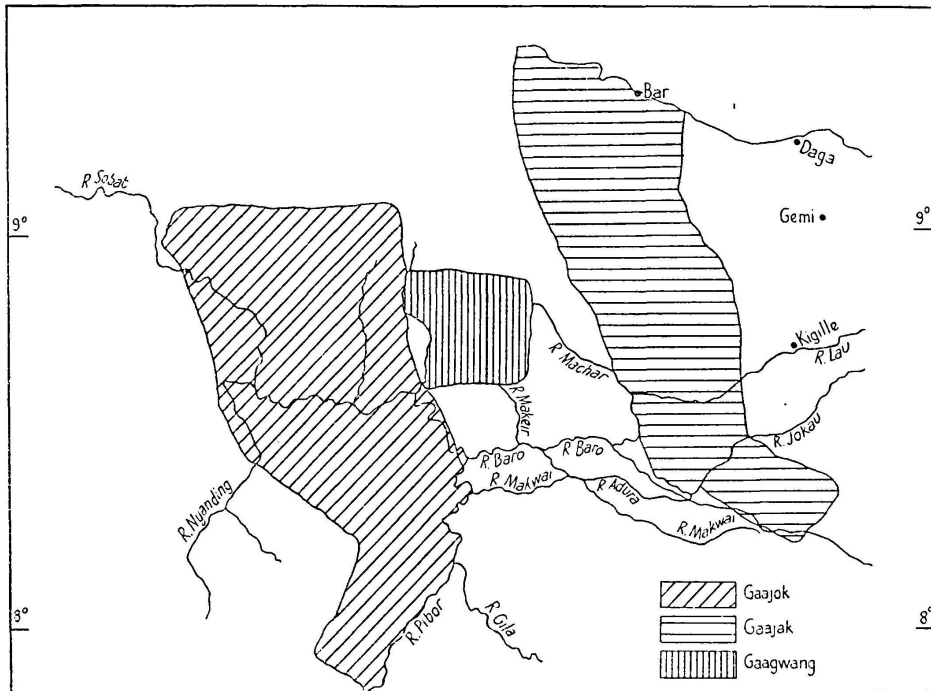 Bar
Daga
R Sobat
9°
Gemi
9°
Kigille
R. Lau
R. Machar
R. Makeir
R. Jokau
R. Baro
R. Baro
R. Makwai
R. Adura
R. Nyanding
R. Makwai
Gaajok
8°
R. Pibor
R Gila
Gaajak
8°
Gaagwang